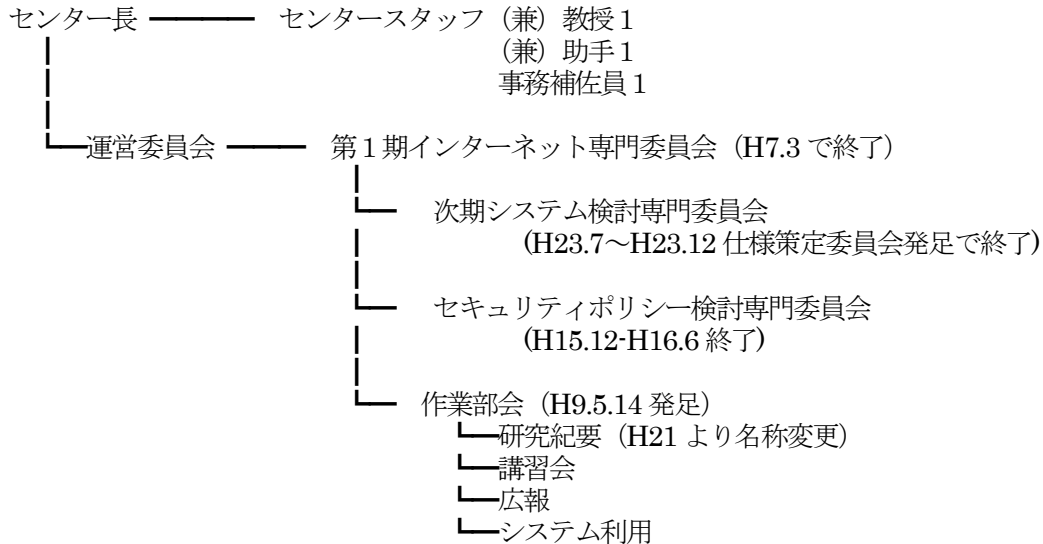 センター長 センタースタッフ (兼) 教授1
(兼) 助手1
事務補佐員1
運営委員会 第1期インターネット専門委員会 (H7.3で終了)
次期システム検討専門委員会
(H23.7～H23.12 仕様策定委員会発足で終了)
セキュリティポリシー検討専門委員会
(H15.12-H16.6 終了)
作業部会 (H9.5.14 発足)
研究紀要 (H21 より名称変更)
講習会
広報
システム利用